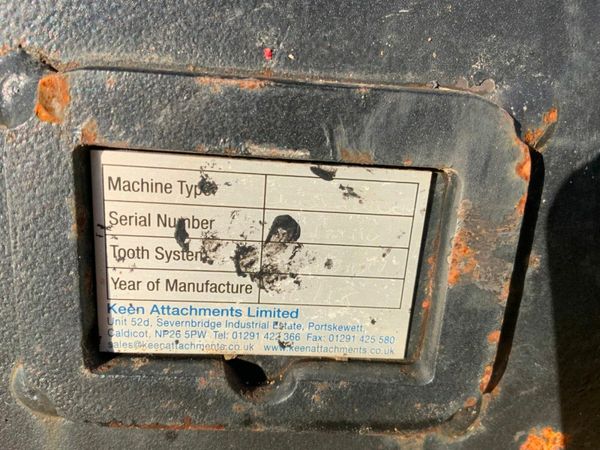 Machine Type:
Serial Number
Tooth System
Year of Manufacture
Keen Attachments Limited
Unit 52d, Severnbridge Industrial Estate, Portskewett,
Caldicot, NP26 5PW Tel: 01291 422 366 Fax: 01291 425 580
sales@keenattachments.co.uk www.keenattachments.co.uk